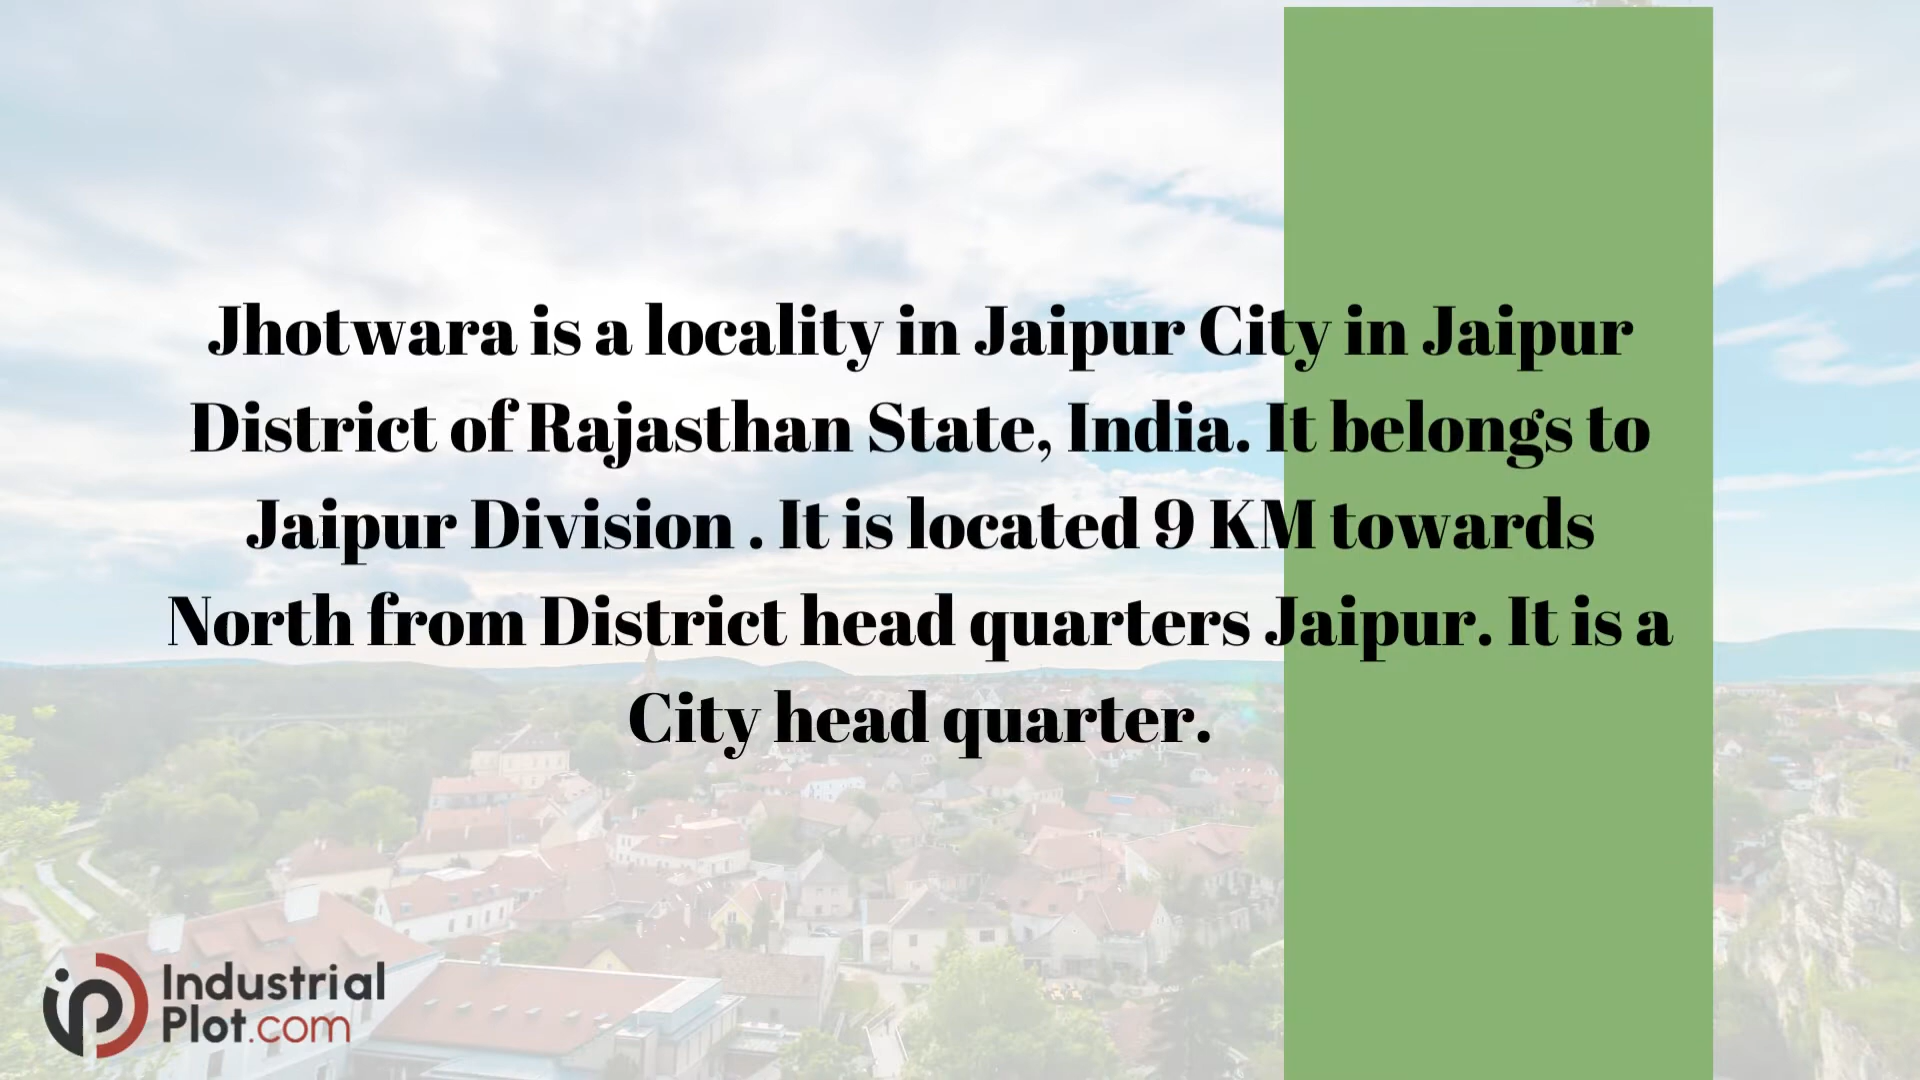 Jhotwara is a locality in Jaipur City in Jaipur
District of Rajasthan State, India. It belongs to
Jaipur Division . It is located 9 KM towards
North from District head quarters Jaipur. It is a
City head quarter.
Industrial
Plot.com